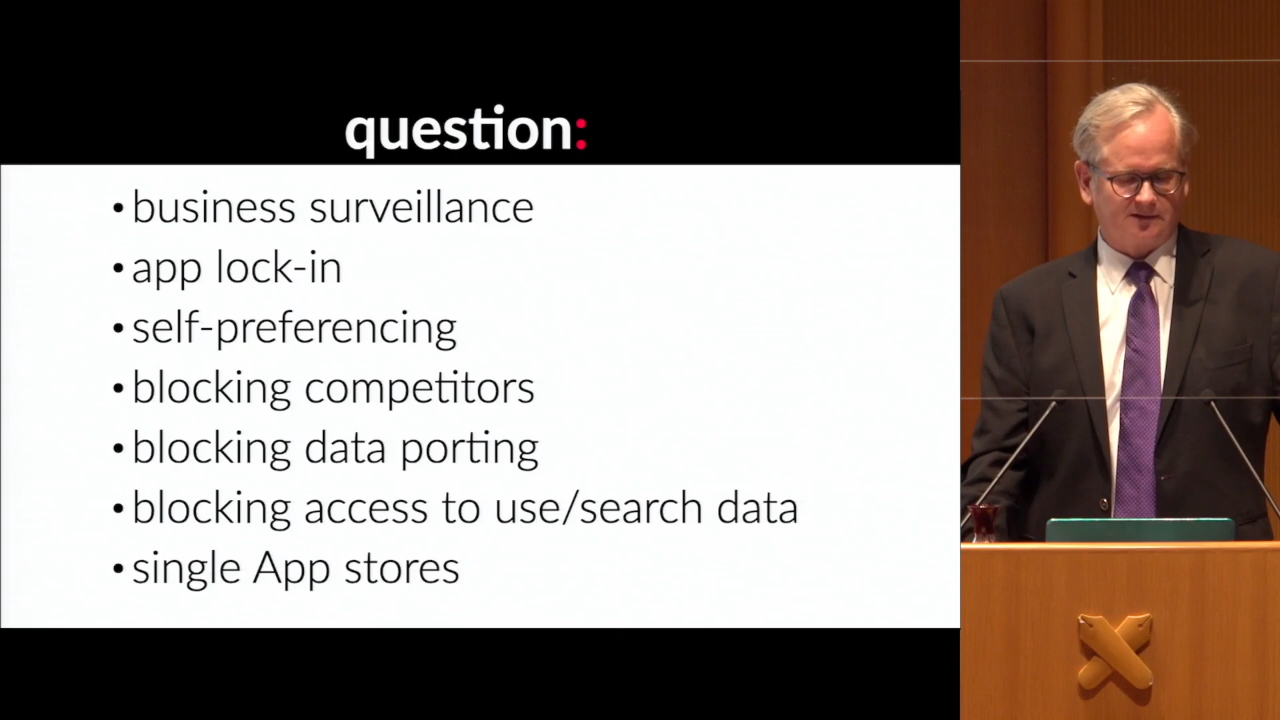 question:
• business surveillance
• app lock-in
• self-preferencing
• blocking competitors
• blocking data porting
• blocking access to use/search data
• single App stores